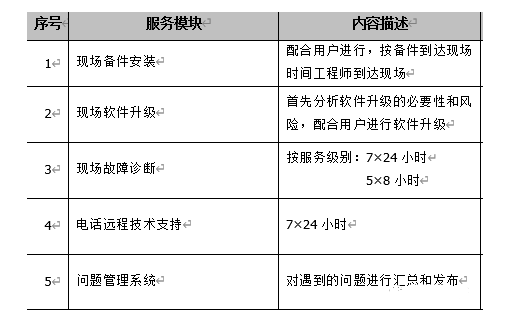 序号 服务模块 内容描述
1 现场备件安装 配合用户进行，按备件到达现场
时间工程师到达现场
2 现场软件升级 首先分析软件升级的必要性和风
险，配合用户进行软件升级
3 现场故障诊断 按服务级别：7×24 小时
5×8 小时
4 电话远程技术支持 7×24 小时
5 问题管理系统 对遇到的问题进行汇总和发布